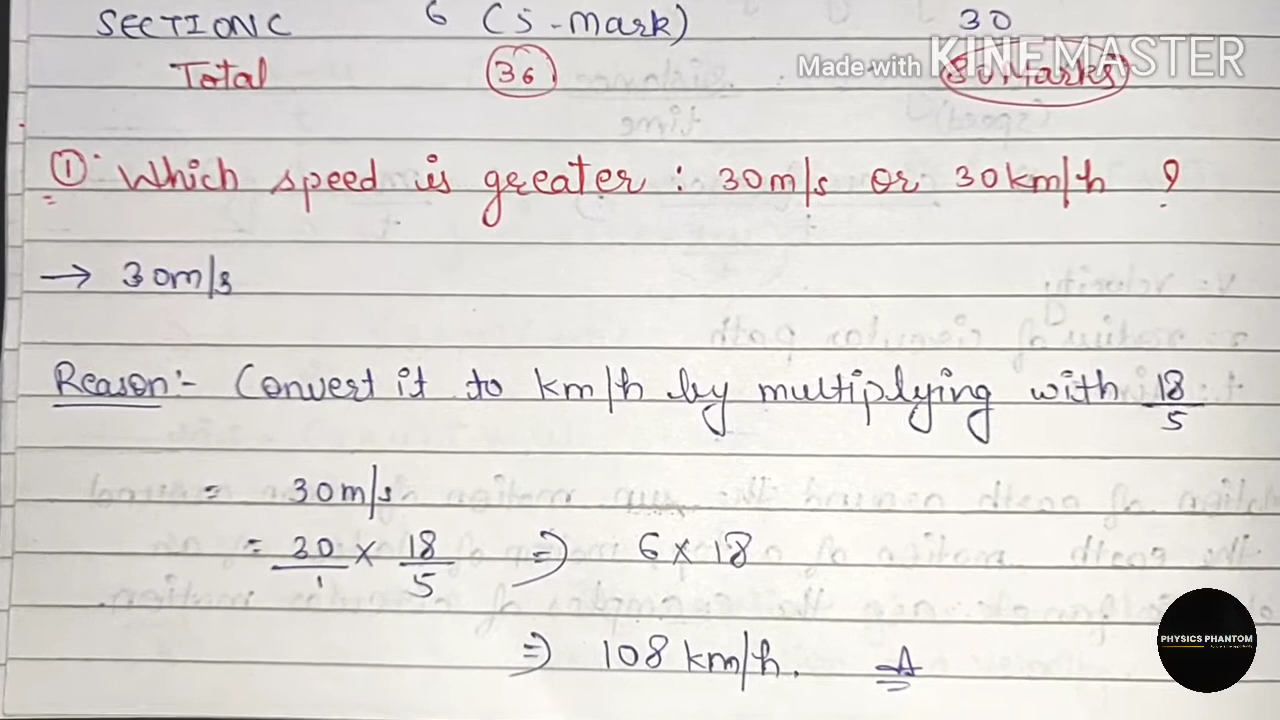 SECTION C 6 (5-mark) 30
Total 36 80 Marks
Made with KINEMASTER
① Which speed is greater : 30m/s or 30km/h ?
→ 30m/s
Reason:- Convert it to km/h by multiplying with 18/5
= 30m/s
= 30/1 × 18/5 ⇒ 6 × 18
⇒ 108 km/h. A
PHYSICS PHANTOM